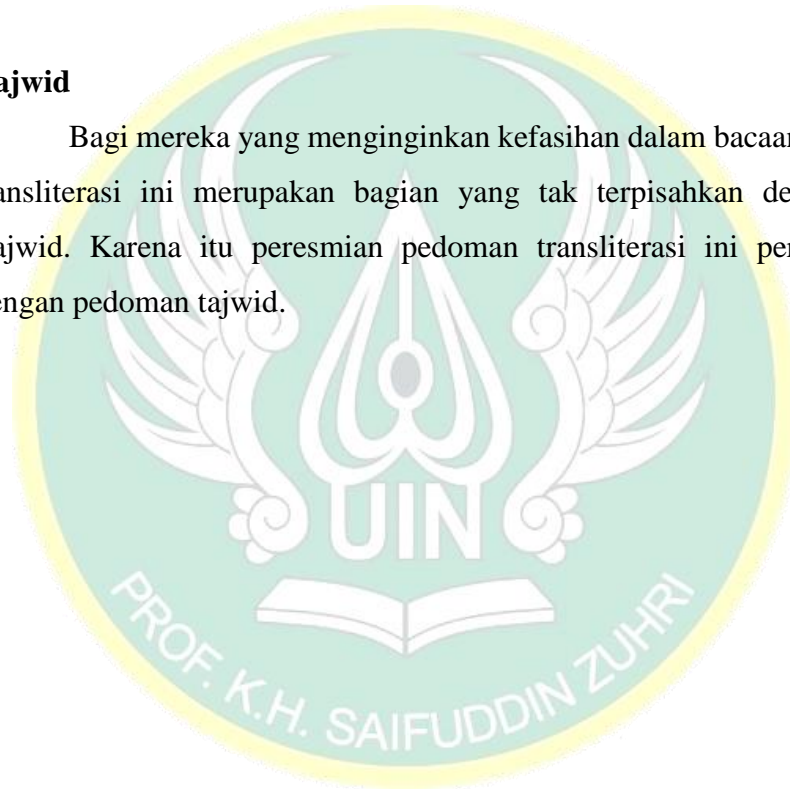 ajwid
Bagi mereka yang menginginkan kefasihan dalam bacaan
ansliterasi ini merupakan bagian yang tak terpisahkan de
ajwid. Karena itu peresmian pedoman transliterasi ini per
engan pedoman tajwid.
UIN
PROF. K.H. SAIFUDDIN ZUHRI